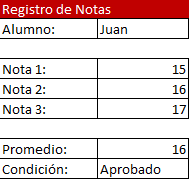 Registro de Notas
Alumno: Juan
Nota 1: 15
Nota 2: 16
Nota 3: 17
Promedio: 16
Condición: Aprobado